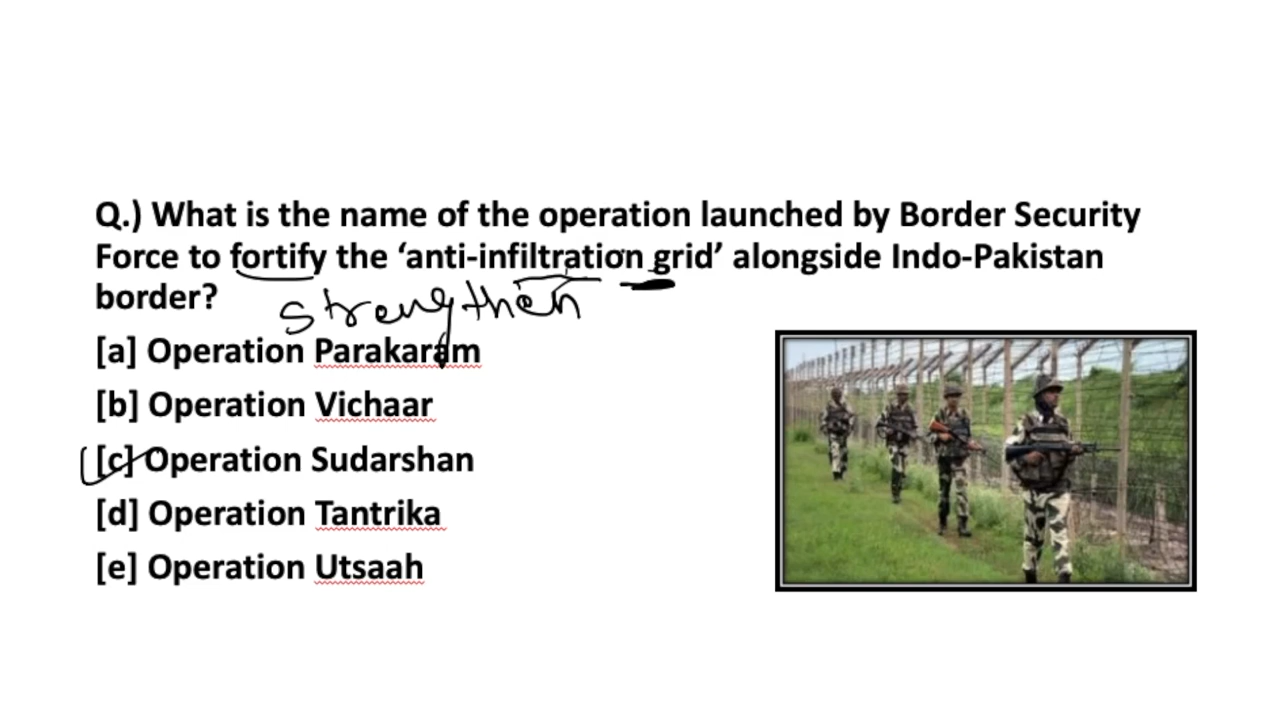 Q.) What is the name of the operation launched by Border Security
Force to fortify the ‘anti-infiltration grid’ alongside Indo-Pakistan
border?
strengthen
[a] Operation Parakaram
[b] Operation Vichaar
[c] Operation Sudarshan
[d] Operation Tantrika
[e] Operation Utsaah